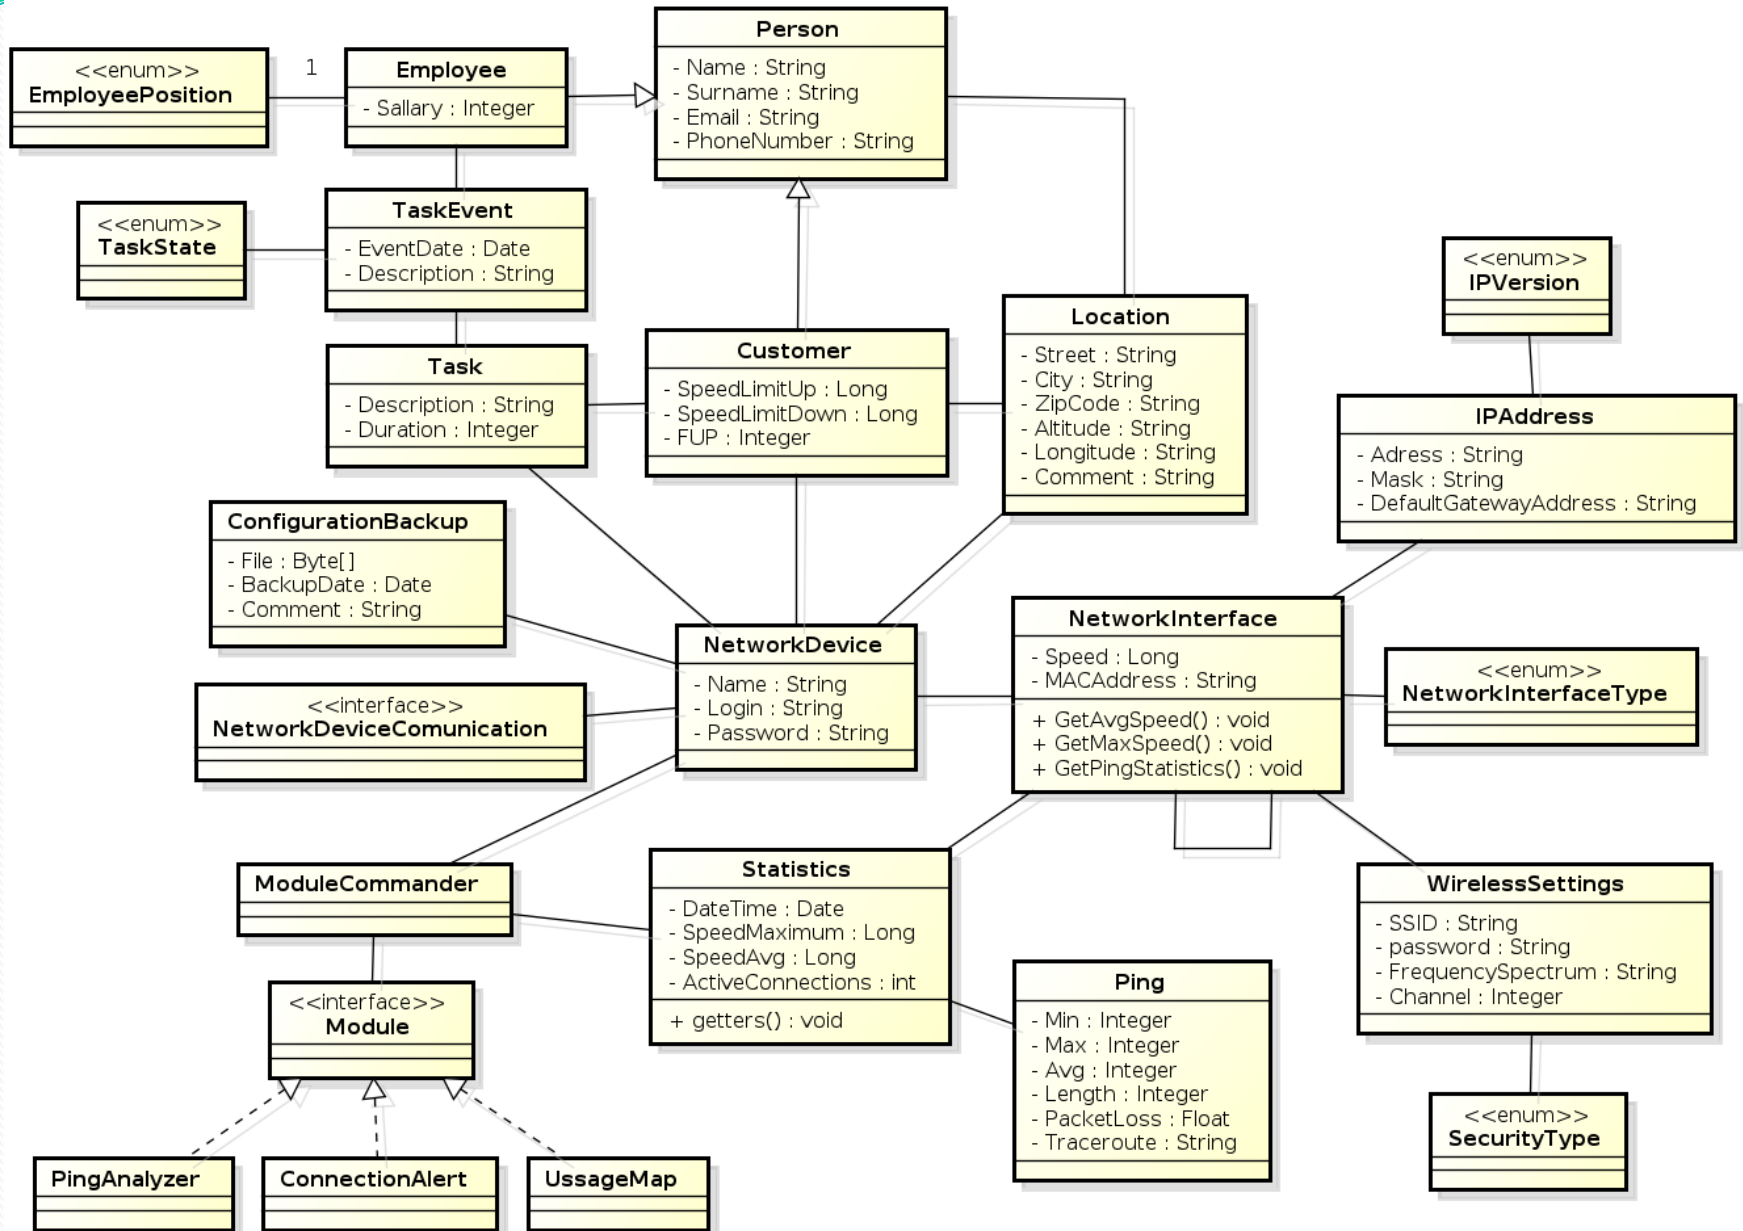 <<enum>>
EmployeePosition
1
Employee
- Sallary : Integer
Person
- Name : String
- Surname : String
- Email : String
- PhoneNumber : String
<<enum>>
TaskState
TaskEvent
- EventDate : Date
- Description : String
Task
- Description : String
- Duration : Integer
Customer
- SpeedLimitUp : Long
- SpeedLimitDown : Long
- FUP : Integer
Location
- Street : String
- City : String
- ZipCode : String
- Altitude : String
- Longitude : String
- Comment : String
<<enum>>
IPVersion
IPAddress
- Adress : String
- Mask : String
- DefaultGatewayAddress : String
ConfigurationBackup
- File : Byte[]
- BackupDate : Date
- Comment : String
<<interface>>
NetworkDeviceComunication
NetworkDevice
- Name : String
- Login : String
- Password : String
NetworkInterface
- Speed : Long
- MACAddress : String
+ GetAvgSpeed() : void
+ GetMaxSpeed() : void
+ GetPingStatistics() : void
<<enum>>
NetworkInterfaceType
ModuleCommander
Statistics
- DateTime : Date
- SpeedMaximum : Long
- SpeedAvg : Long
- ActiveConnections : int
+ getters() : void
WirelessSettings
- SSID : String
- password : String
- FrequencySpectrum : String
- Channel : Integer
<<interface>>
Module
Ping
- Min : Integer
- Max : Integer
- Avg : Integer
- Length : Integer
- PacketLoss : Float
- Traceroute : String
<<enum>>
SecurityType
PingAnalyzer
ConnectionAlert
UssageMap